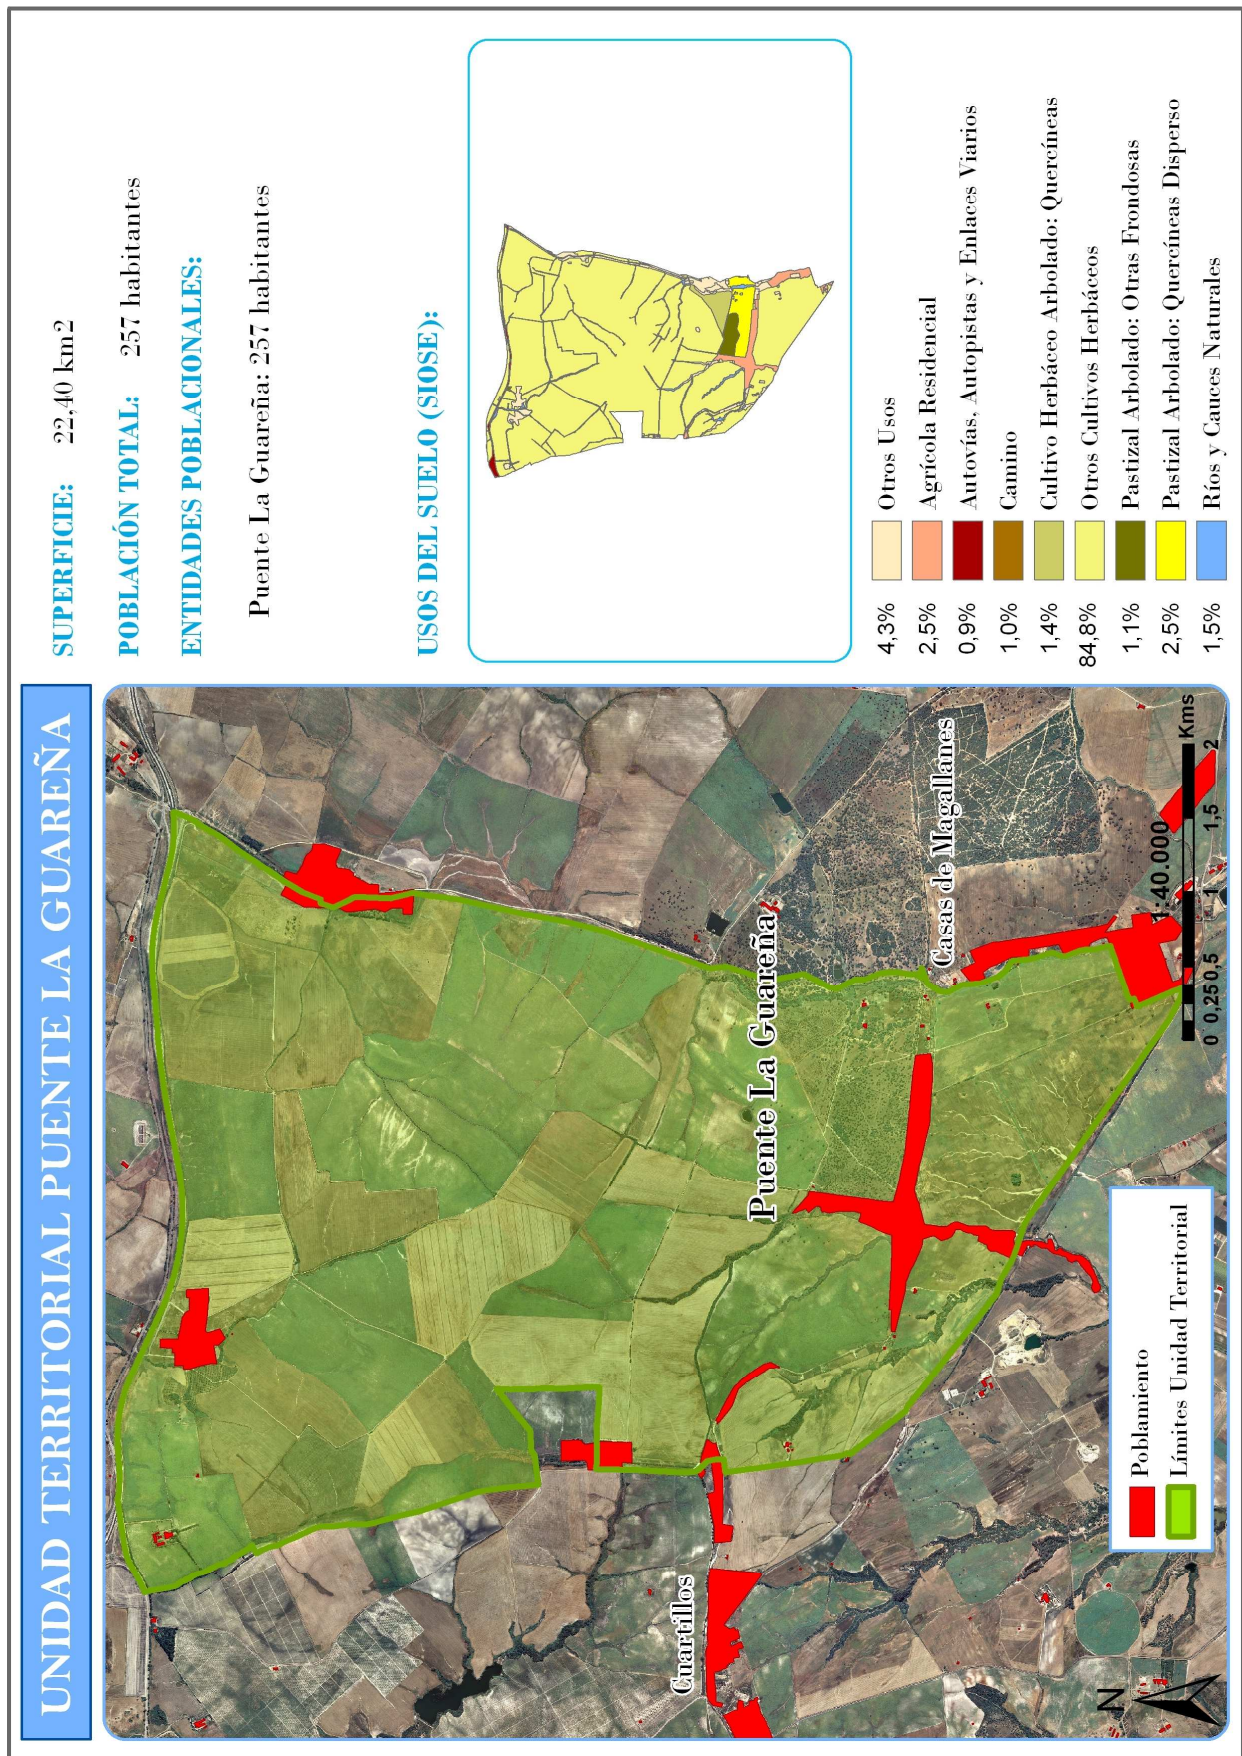 UNIDAD TERRITORIAL PUENTE LA GUAREÑA
SUPERFICIE: 22,40 km2
POBLACIÓN TOTAL: 257 habitantes
ENTIDADES POBLACIONALES:
Puente La Guareña: 257 habitantes
USOS DEL SUELO (SIOSE):
4,3% Otros Usos
2,5% Agrícola Residencial
0,9% Autovías, Autopistas y Enlaces Viarios
1,0% Camino
1,4% Cultivo Herbáceo Arbolado: Quercíneas
84,8% Otros Cultivos Herbáceos
1,1% Pastizal Arbolado: Otras Frondosas
2,5% Pastizal Arbolado: Quercíneas Disperso
1,5% Ríos y Cauces Naturales
Cuartillos
Puente La Guareña
Casas de Magallanes
N
Poblamiento
Límites Unidad Territorial
1:40.000
0 0,25 0,5 1 1,5 2
Kms